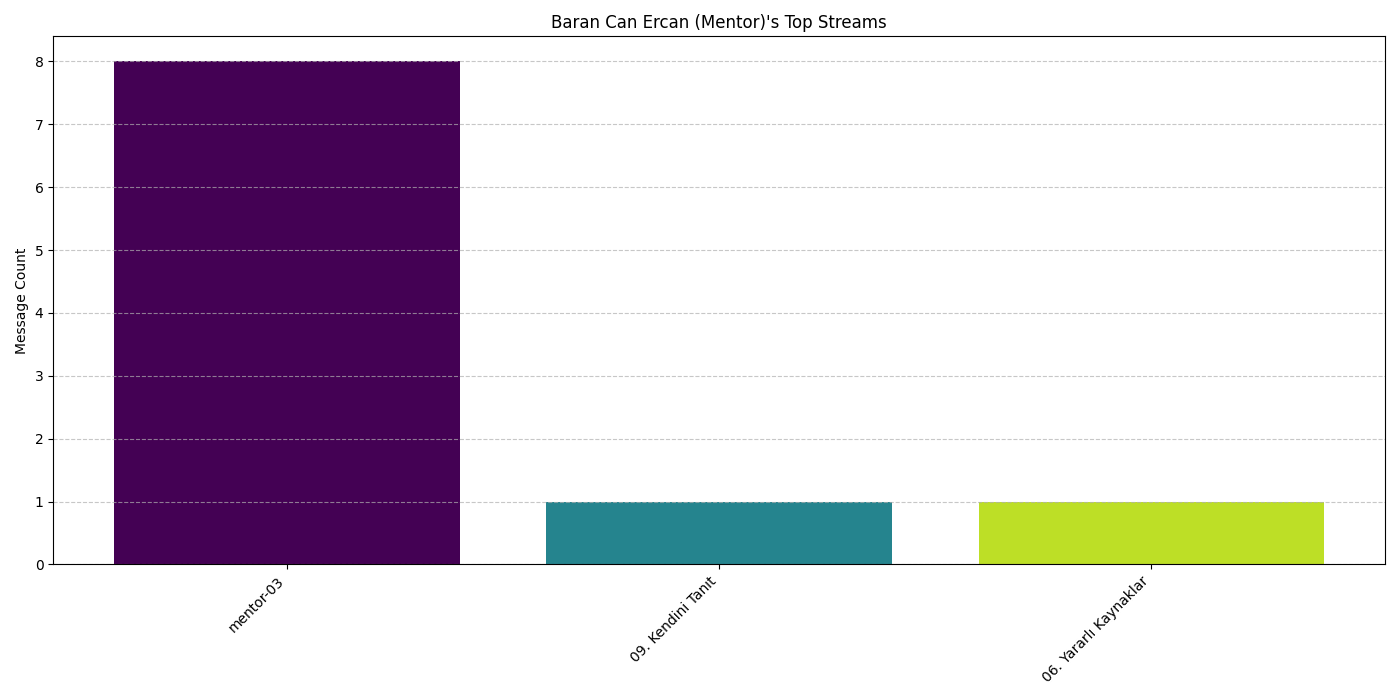 Baran Can Ercan (Mentor)'s Top Streams
Message Count
8
7
6
5
4
3
2
1
0
mentor-03
09. Kendini Tanıt
06. Yararlı Kaynaklar